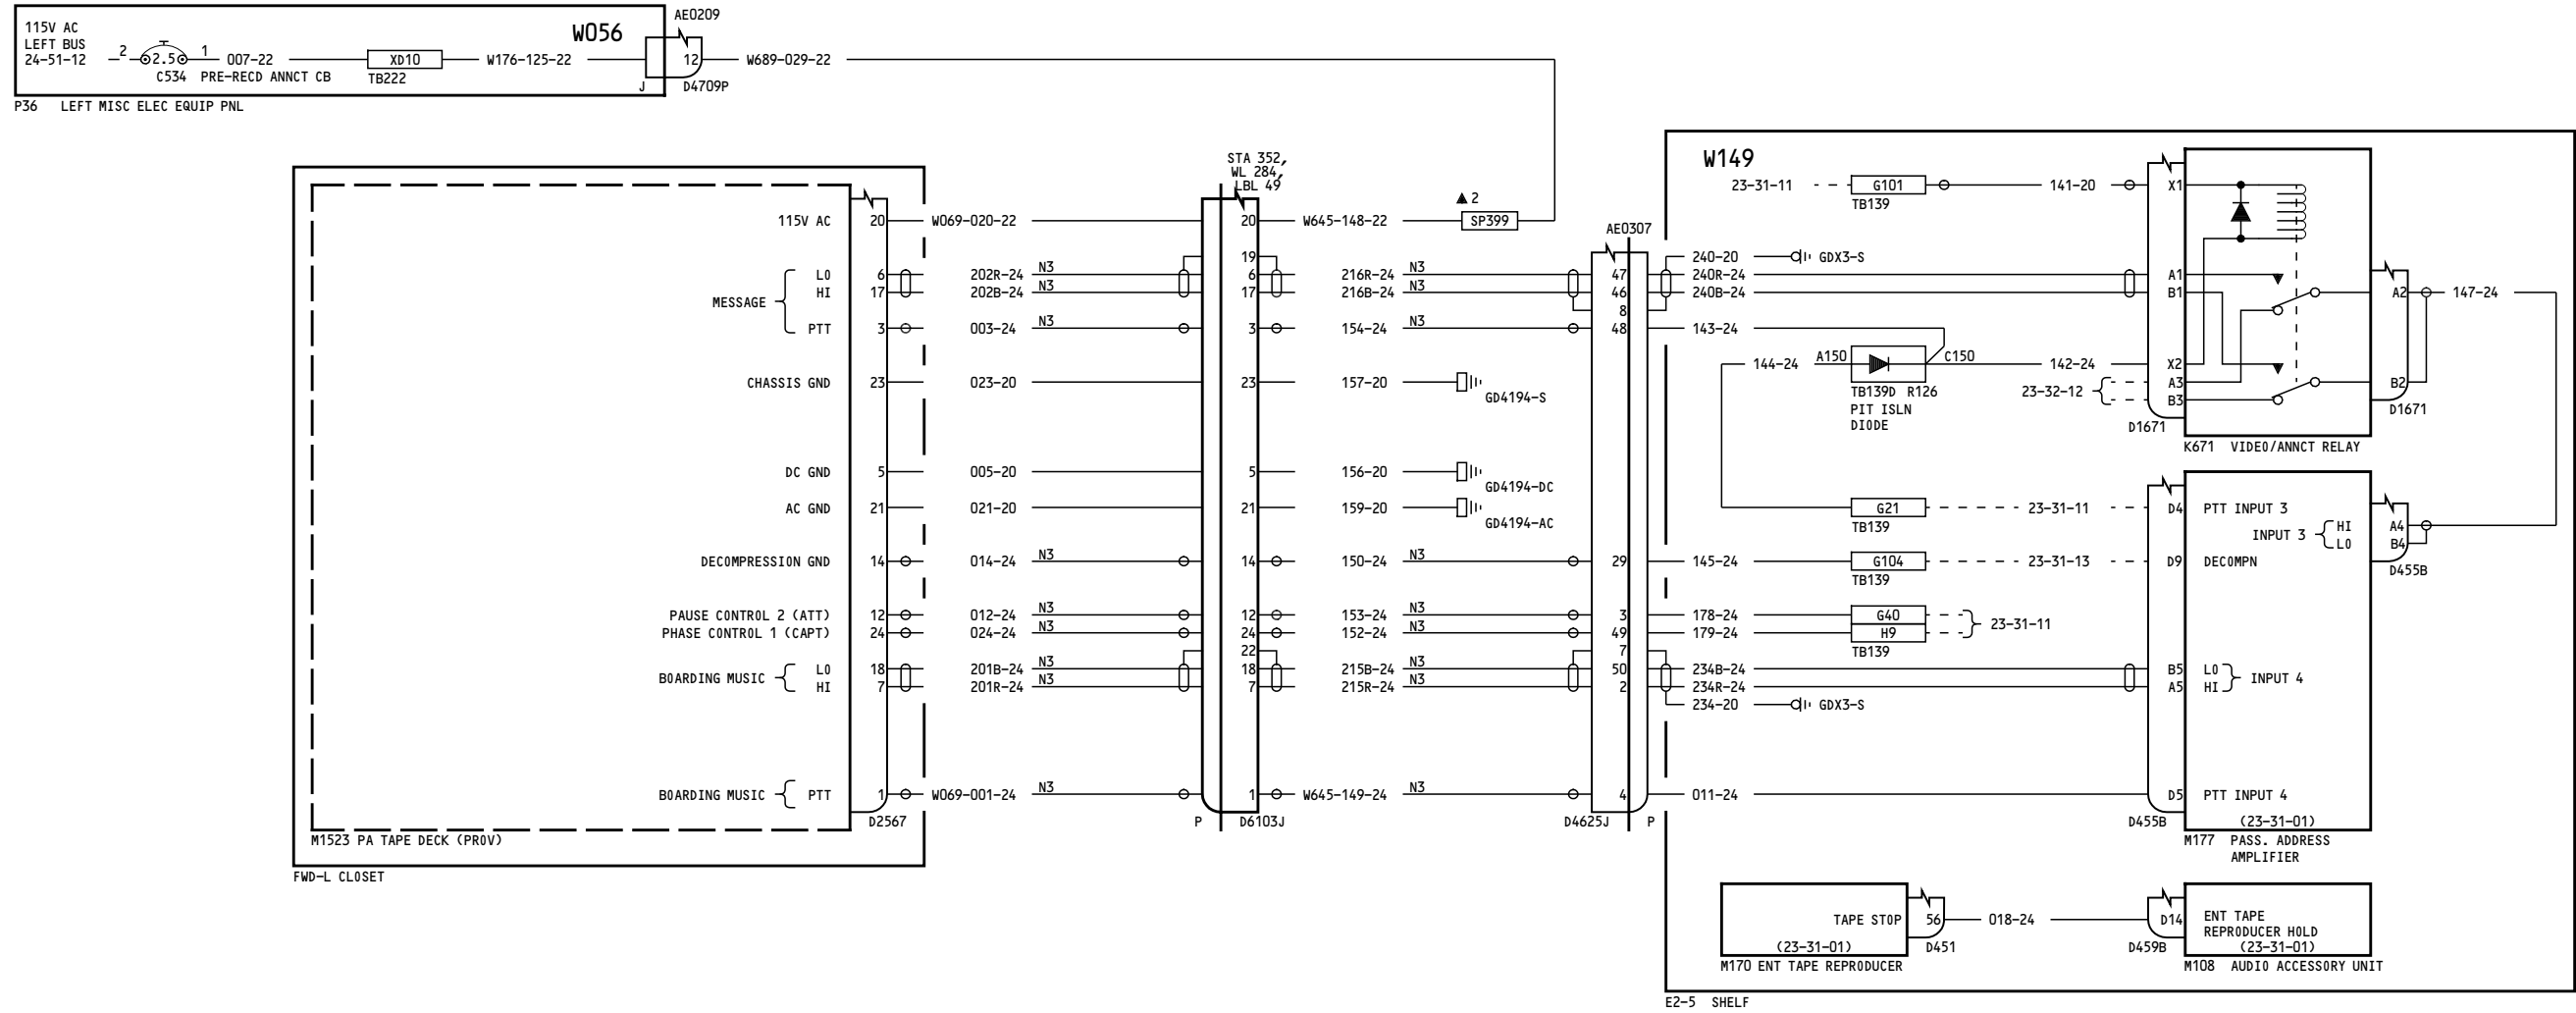 115V AC
LEFT BUS
24-51-12
2
2.5
1
C534 PRE-RECD ANNCT CB
007-22
XD10
TB222
W176-125-22
W056
J
AE0209
12
D4709P
W689-029-22
P36 LEFT MISC ELEC EQUIP PNL
115V AC 20 W069-020-22
MESSAGE
LO 6 202R-24 N3
HI 17 202B-24 N3
PTT 3 003-24 N3
CHASSIS GND 23 023-20
DC GND 5 005-20
AC GND 21 021-20
DECOMPRESSION GND 14 014-24 N3
PAUSE CONTROL 2 (ATT) 12 012-24 N3
PHASE CONTROL 1 (CAPT) 24 024-24 N3
BOARDING MUSIC
LO 18 201B-24 N3
HI 7 201R-24 N3
BOARDING MUSIC PTT 1 W069-001-24 N3
D2567
M1523 PA TAPE DECK (PROV)
FWD-L CLOSET
STA 352,
WL 284,
LBL 49
20 W645-148-22
▲ 2
SP399
19
6 216R-24 N3
17 216B-24 N3
3 154-24 N3
23 157-20
GD4194-S
5 156-20
GD4194-DC
21 159-20
GD4194-AC
14 150-24 N3
12 153-24 N3
24 152-24 N3
22
18 215B-24 N3
7 215R-24 N3
1 W645-149-24 N3
P D6103J
AE0307
W149
23-31-11
G101
TB139
141-20
240-20 GDX3-S
47 240R-24
46 240B-24
8
48 143-24
144-24
A150
C150
TB139D R126
PIT ISLN
DIODE
142-24
23-32-12
X1
A1
B1
X2
A3
B3
D1671
K671 VIDEO/ANNCT RELAY
A2
B2
D1671
147-24
G21
TB139
23-31-11
D4 PTT INPUT 3
INPUT 3
HI A4
LO B4
D455B
29 145-24
G104
TB139
23-31-13
D9 DECOMPN
3 178-24
G40
49 179-24
H9
TB139
23-31-11
7
50 234B-24
2 234R-24
234-20 GDX3-S
B5 LO
A5 HI
INPUT 4
4 011-24
D5 PTT INPUT 4
D4625J P
D455B
(23-31-01)
M177 PASS. ADDRESS
AMPLIFIER
TAPE STOP 56
(23-31-01)
D451
M170 ENT TAPE REPRODUCER
018-24
D14
D459B
ENT TAPE
REPRODUCER HOLD
(23-31-01)
M108 AUDIO ACCESSORY UNIT
E2-5 SHELF